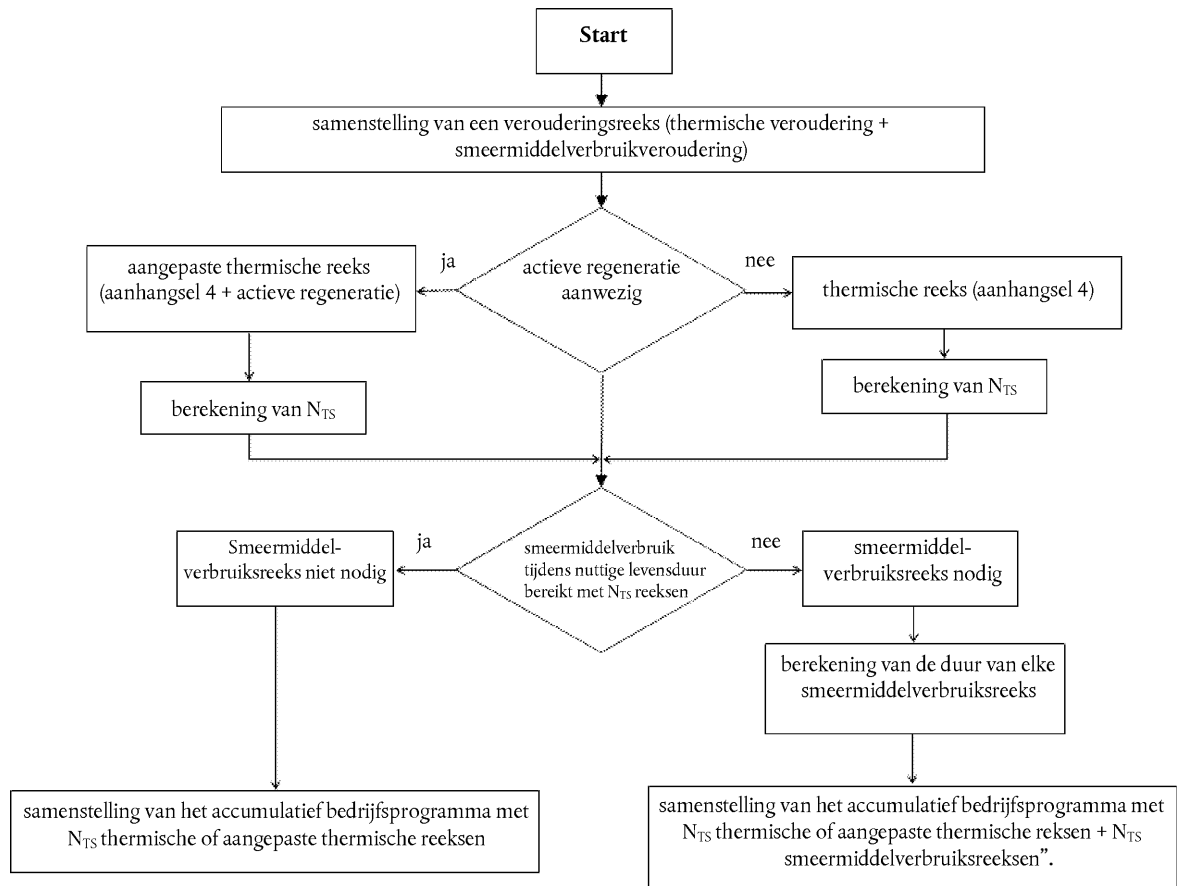 Start
samenstelling van een verouderingsreeks (thermische veroudering +
smeermiddelverbruikveroudering)
ja
actieve regeneratie
aanwezig
nee
aangepaste thermische reeks
(aanhangsel 4 + actieve regeneratie)
thermische reeks (aanhangsel 4)
berekening van NTS
berekening van NTS
Smeermiddel-
verbruiksreeks niet nodig
ja
smeermiddelverbruik
tijdens nuttige levensduur
bereikt met NTS reeksen
nee
smeermiddel-
verbruiksreeks nodig
berekening van de duur van elke
smeermiddelverbruiksreeks
samenstelling van het accumulatief bedrijfsprogramma met
NTS thermische of aangepaste thermische reeksen
samenstelling van het accumulatief bedrijfsprogramma met
NTS thermische of aangepaste thermische reksen + NTS
smeermiddelverbruiksreeksen”.